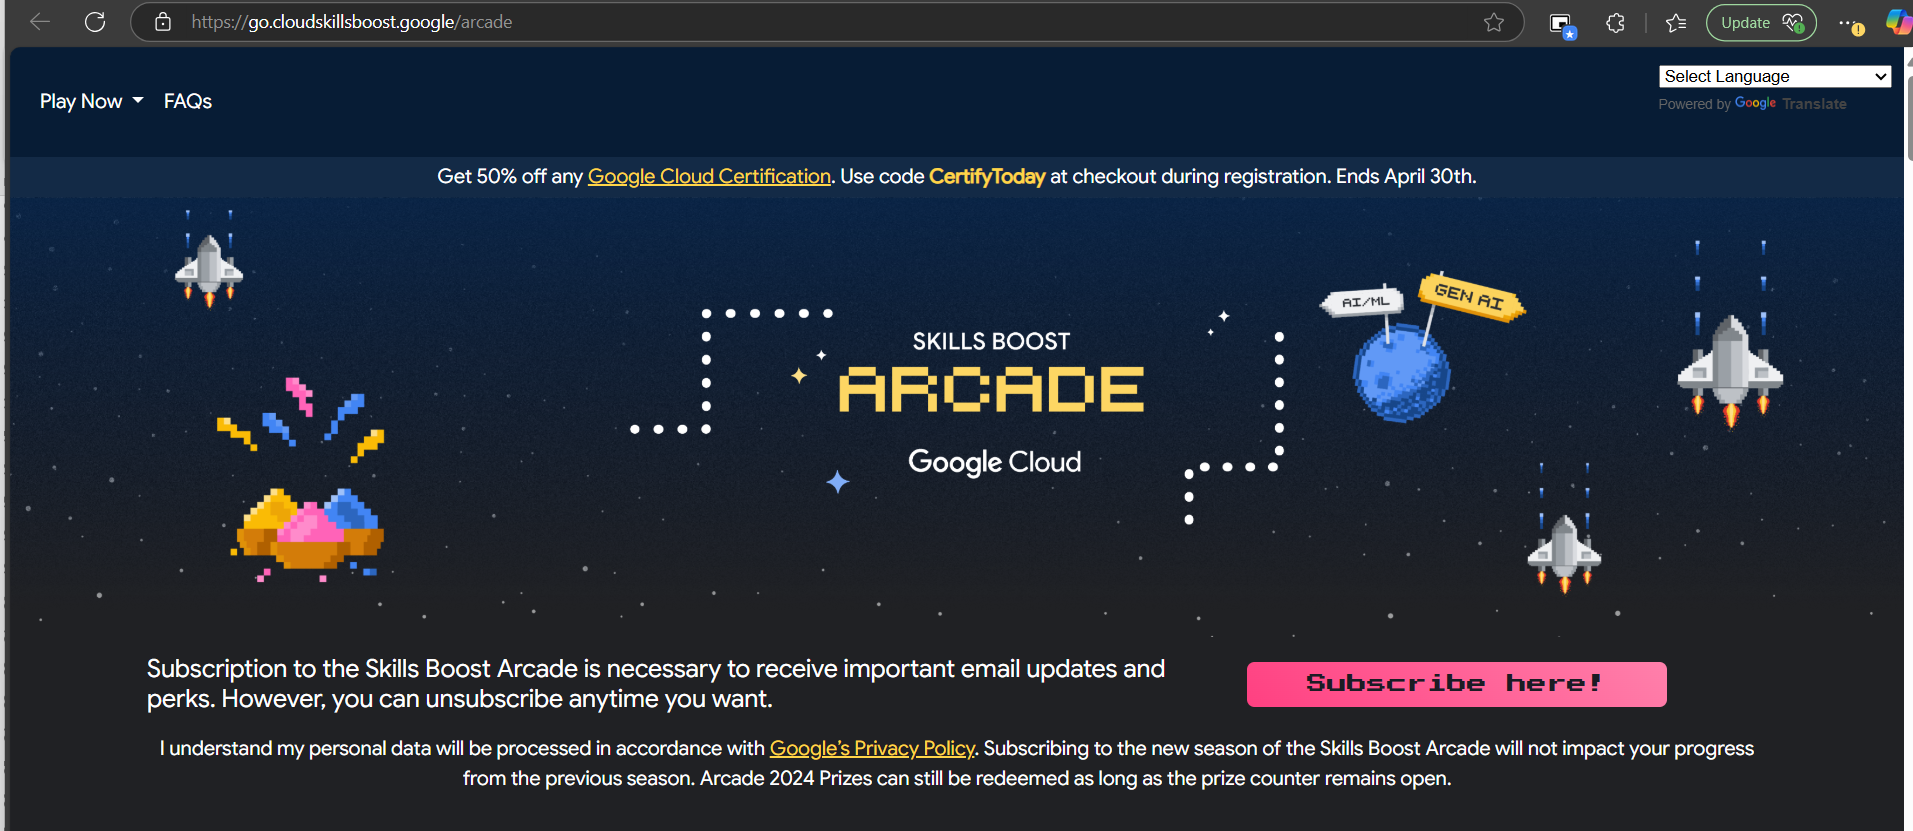 https://go.cloudskillsboost.google/arcade
Update
Play Now FAQs
Select Language
Powered by Google Translate
Get 50% off any Google Cloud Certification. Use code CertifyToday at checkout during registration. Ends April 30th.
AI/ML
GEN AI
SKILLS BOOST
ARCADE
Google Cloud
Subscription to the Skills Boost Arcade is necessary to receive important email updates and
perks. However, you can unsubscribe anytime you want.
Subscribe here!
I understand my personal data will be processed in accordance with Google’s Privacy Policy. Subscribing to the new season of the Skills Boost Arcade will not impact your progress
from the previous season. Arcade 2024 Prizes can still be redeemed as long as the prize counter remains open.